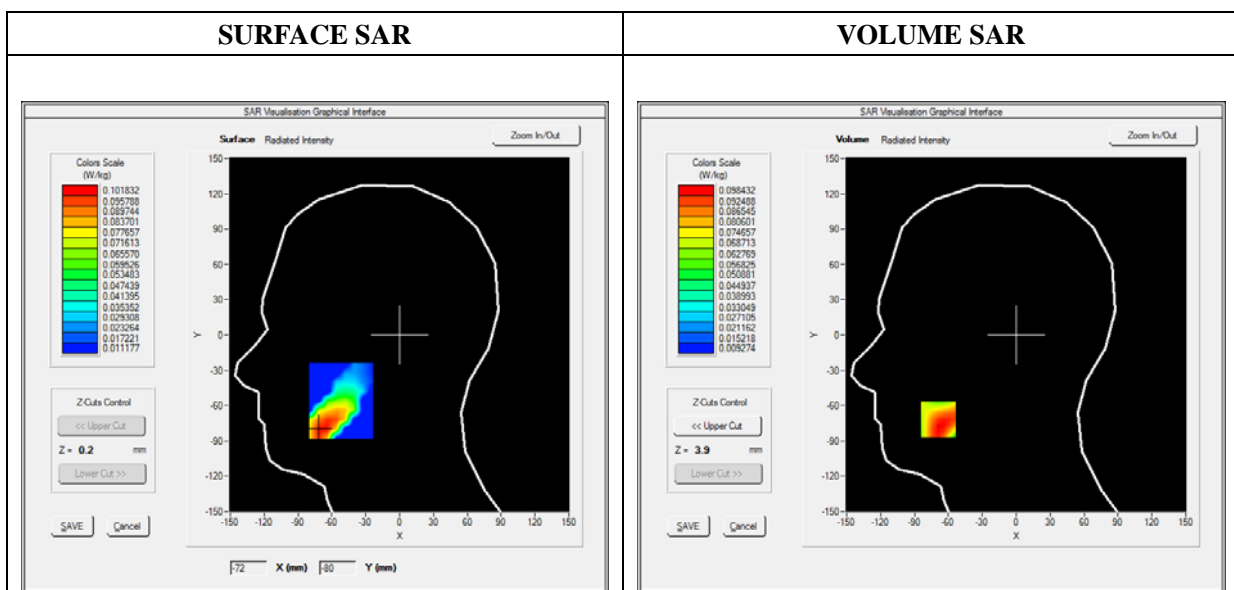 SURFACE SAR
VOLUME SAR
SAR Visualisation Graphical Interface
Surface Radiated Intensity
Zoom In/Out
Colors Scale
(W/kg)
0.101832
0.095788
0.089744
0.083701
0.077657
0.071613
0.065570
0.059526
0.053483
0.047439
0.041395
0.035352
0.029308
0.023264
0.017221
0.011177
150
120
90
60
30
0
-30
-60
-90
-120
-150
Y
-150 -120 -90 -60 -30 0 30 60 90 120 150
X
Z-Cuts Control
<< Upper Cut
Z = 0.2 mm
Lower Cut >>
SAVE Cancel
-72 X (mm) -80 Y (mm)
SAR Visualisation Graphical Interface
Volume Radiated Intensity
Zoom In/Out
Colors Scale
(W/kg)
0.098432
0.092488
0.086545
0.080601
0.074657
0.068713
0.062769
0.056825
0.050881
0.044937
0.038993
0.033049
0.027105
0.021162
0.015218
0.009274
150
120
90
60
30
0
-30
-60
-90
-120
-150
Y
-150 -120 -90 -60 -30 0 30 60 90 120 150
X
Z-Cuts Control
<< Upper Cut
Z = 3.9 mm
Lower Cut >>
SAVE Cancel